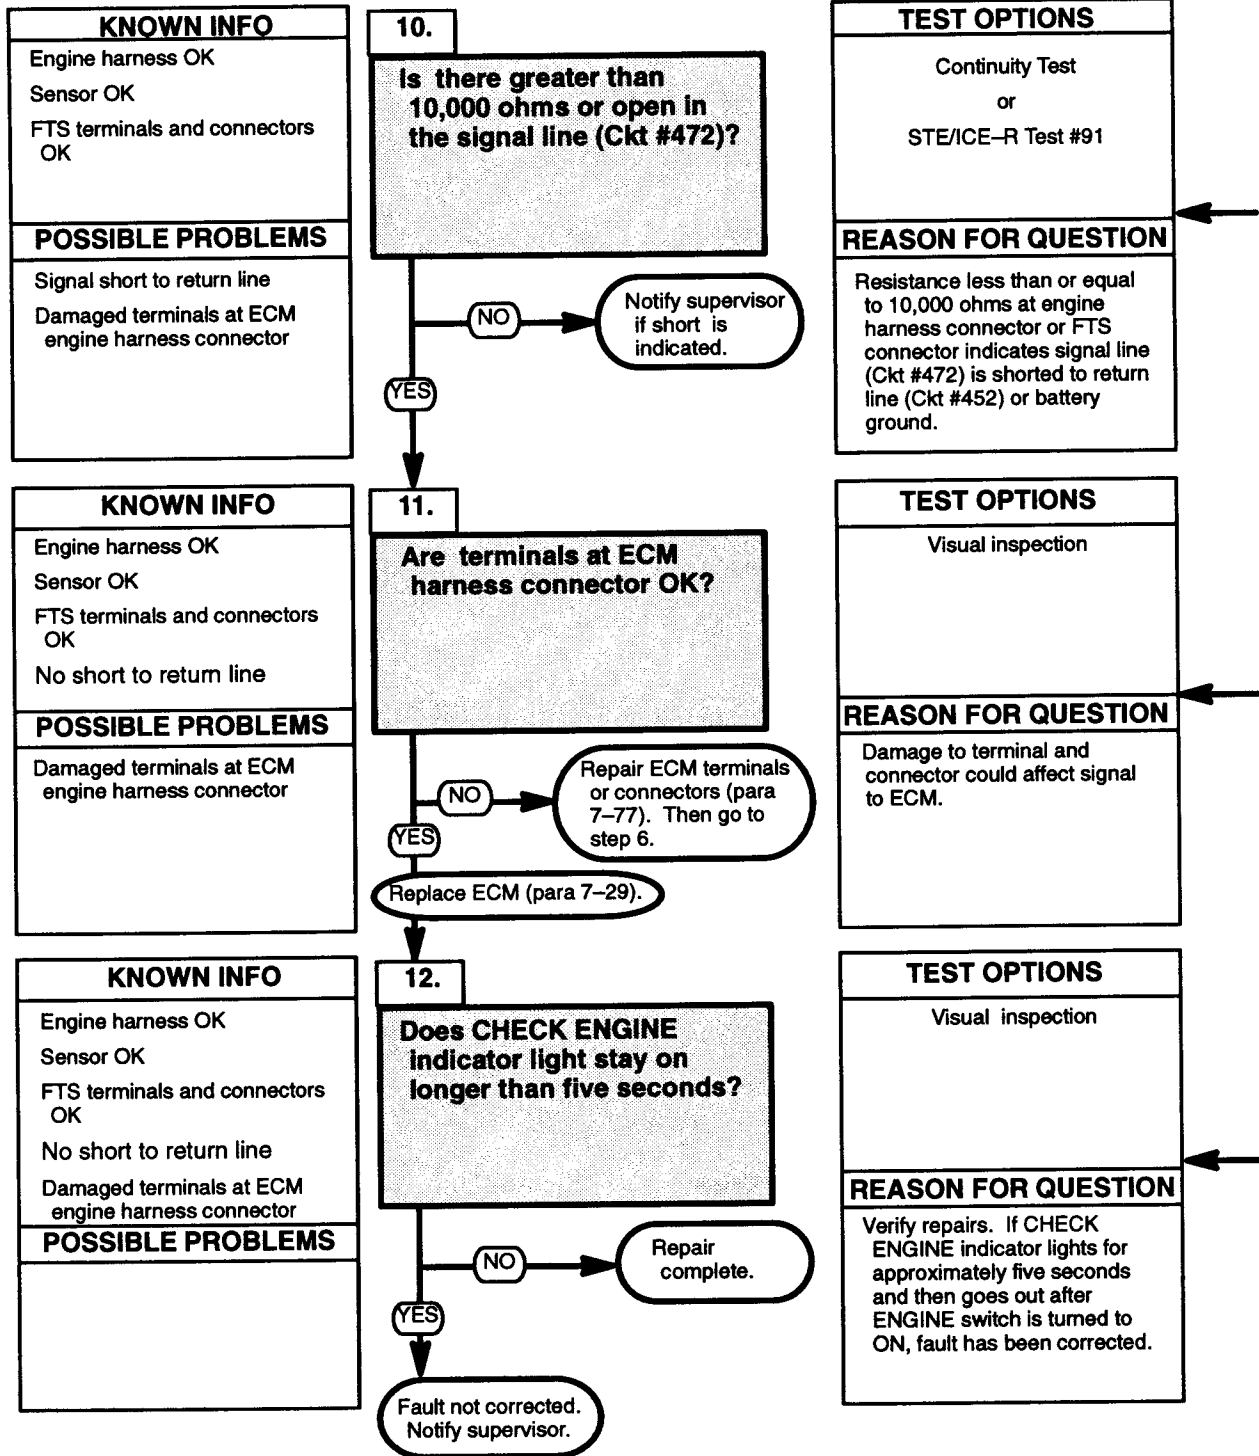 KNOWN INFO
Engine harness OK
Sensor OK
FTS terminals and connectors
OK
POSSIBLE PROBLEMS
Signal short to return line
Damaged terminals at ECM
engine harness connector
10.
Is there greater than
10,000 ohms or open in
the signal line (Ckt #472)?
NO
Notify supervisor
if short is
indicated.
YES
TEST OPTIONS
Continuity Test
or
STE/ICE–R Test #91
REASON FOR QUESTION
Resistance less than or equal
to 10,000 ohms at engine
harness connector or FTS
connector indicates signal line
(Ckt #472) is shorted to return
line (Ckt #452) or battery
ground.
KNOWN INFO
Engine harness OK
Sensor OK
FTS terminals and connectors
OK
No short to return line
POSSIBLE PROBLEMS
Damaged terminals at ECM
engine harness connector
11.
Are terminals at ECM
harness connector OK?
NO
Repair ECM terminals
or connectors (para
7–77). Then go to
step 6.
YES
Replace ECM (para 7–29).
TEST OPTIONS
Visual inspection
REASON FOR QUESTION
Damage to terminal and
connector could affect signal
to ECM.
KNOWN INFO
Engine harness OK
Sensor OK
FTS terminals and connectors
OK
No short to return line
Damaged terminals at ECM
engine harness connector
POSSIBLE PROBLEMS
12.
Does CHECK ENGINE
indicator light stay on
longer than five seconds?
NO
Repair
complete.
YES
Fault not corrected.
Notify supervisor.
TEST OPTIONS
Visual inspection
REASON FOR QUESTION
Verify repairs. If CHECK
ENGINE indicator lights for
approximately five seconds
and then goes out after
ENGINE switch is turned to
ON, fault has been corrected.